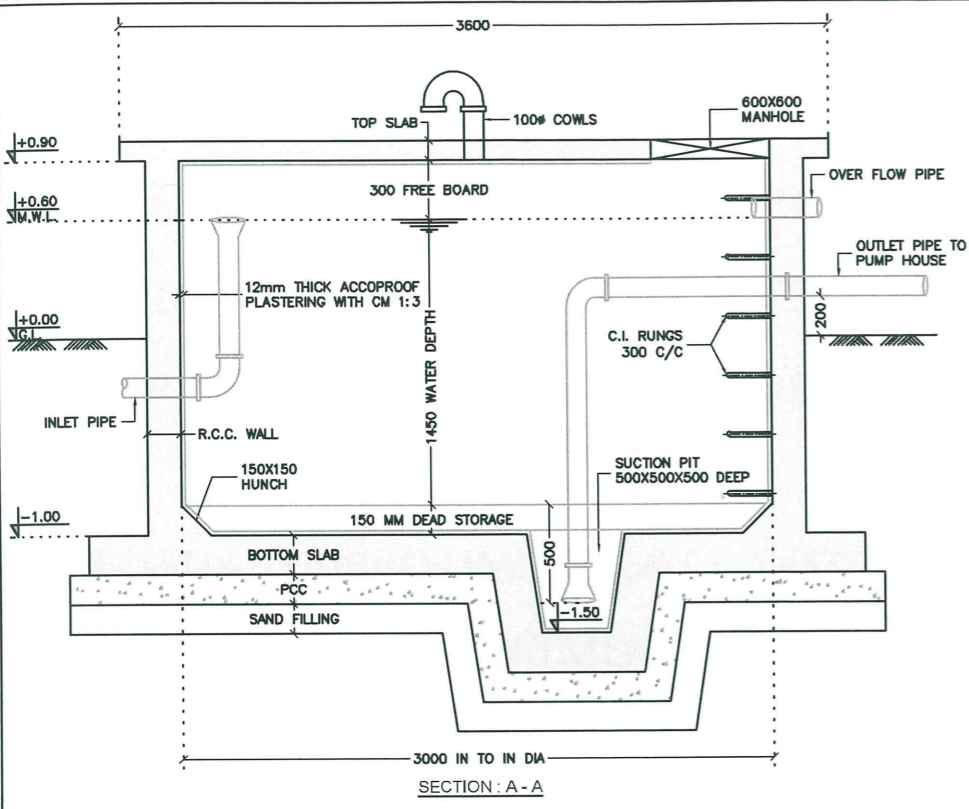 3600
100ø COWLS
TOP SLAB
600X600
MANHOLE
+0.90
300 FREE BOARD
OVER FLOW PIPE
+0.60
M.W.L.
OUTLET PIPE TO
PUMP HOUSE
12mm THICK ACCOPROOF
PLASTERING WITH CM 1:3
1450 WATER DEPTH
200
+0.00
G.L.
C.I. RUNGS
300 C/C
INLET PIPE
R.C.C. WALL
150X150
HUNCH
SUCTION PIT
500X500X500 DEEP
-1.00
150 MM DEAD STORAGE
500
BOTTOM SLAB
PCC
SAND FILLING
-1.50
3000 IN TO IN DIA
SECTION : A - A